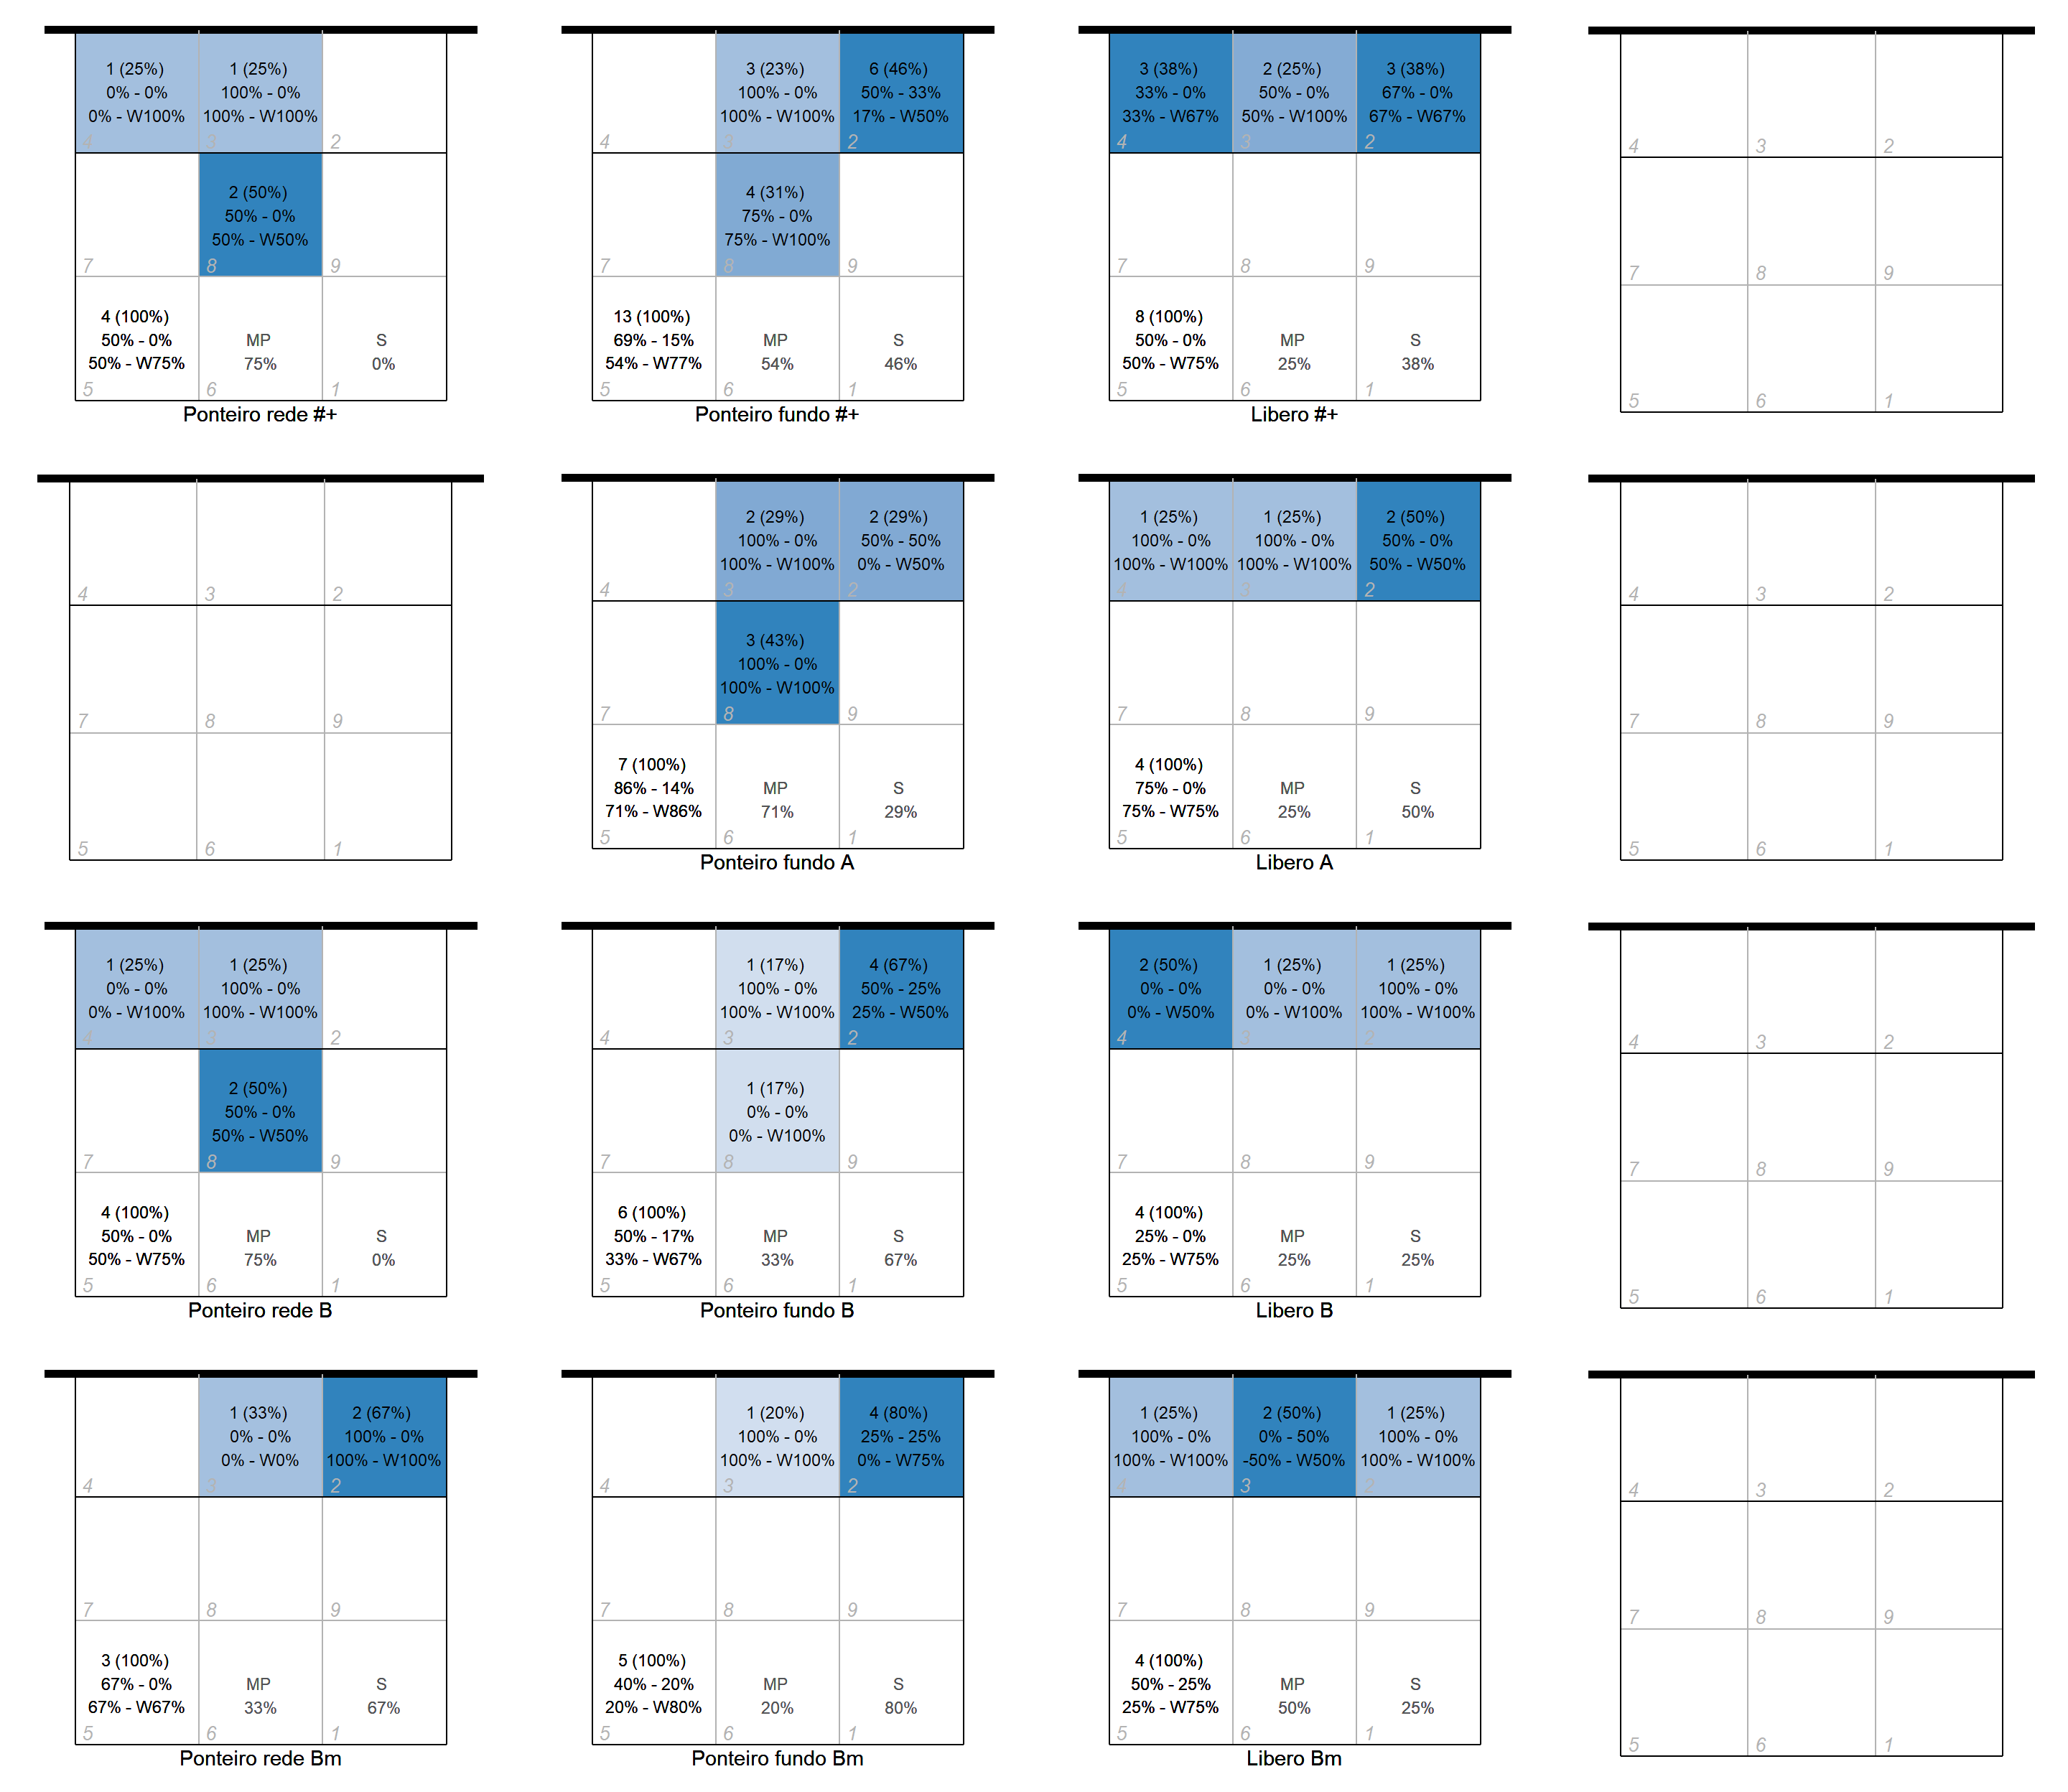 1 (25%)
0% - 0%
0% - W100%
4
1 (25%)
100% - 0%
100% - W100%
3
2
7
2 (50%)
50% - 0%
50% - W50%
8
9
4 (100%)
50% - 0%
50% - W75%
5
MP
75%
6
S
0%
1
Ponteiro rede #+
4
3 (23%)
100% - 0%
100% - W100%
3
6 (46%)
50% - 33%
17% - W50%
2
7
4 (31%)
75% - 0%
75% - W100%
8
9
13 (100%)
69% - 15%
54% - W77%
5
MP
54%
6
S
46%
1
Ponteiro fundo #+
3 (38%)
33% - 0%
33% - W67%
4
2 (25%)
50% - 0%
50% - W100%
3
3 (38%)
67% - 0%
67% - W67%
2
7
8
9
8 (100%)
50% - 0%
50% - W75%
5
MP
25%
6
S
38%
1
Libero #+
4
3
2
7
8
9
5
6
1
4
3
2
7
8
9
5
6
1
4
2 (29%)
100% - 0%
100% - W100%
3
2 (29%)
50% - 50%
0% - W50%
2
7
3 (43%)
100% - 0%
100% - W100%
8
9
7 (100%)
86% - 14%
71% - W86%
5
MP
71%
6
S
29%
1
Ponteiro fundo A
1 (25%)
100% - 0%
100% - W100%
4
1 (25%)
100% - 0%
100% - W100%
3
2 (50%)
50% - 0%
50% - W50%
2
7
8
9
4 (100%)
75% - 0%
75% - W75%
5
MP
25%
6
S
50%
1
Libero A
4
3
2
7
8
9
5
6
1
1 (25%)
0% - 0%
0% - W100%
4
1 (25%)
100% - 0%
100% - W100%
3
2
7
2 (50%)
50% - 0%
50% - W50%
8
9
4 (100%)
50% - 0%
50% - W75%
5
MP
75%
6
S
0%
1
Ponteiro rede B
4
1 (17%)
100% - 0%
100% - W100%
3
4 (67%)
50% - 25%
25% - W50%
2
7
1 (17%)
0% - 0%
0% - W100%
8
9
6 (100%)
50% - 17%
33% - W67%
5
MP
33%
6
S
67%
1
Ponteiro fundo B
2 (50%)
0% - 0%
0% - W50%
4
1 (25%)
0% - 0%
0% - W100%
3
1 (25%)
100% - 0%
100% - W100%
2
7
8
9
4 (100%)
25% - 0%
25% - W75%
5
MP
25%
6
S
25%
1
Libero B
4
3
2
7
8
9
5
6
1
4
1 (33%)
0% - 0%
0% - W0%
3
2 (67%)
100% - 0%
100% - W100%
2
7
8
9
3 (100%)
67% - 0%
67% - W67%
5
MP
33%
6
S
67%
1
Ponteiro rede Bm
4
1 (20%)
100% - 0%
100% - W100%
3
4 (80%)
25% - 25%
0% - W75%
2
7
8
9
5 (100%)
40% - 20%
20% - W80%
5
MP
20%
6
S
80%
1
Ponteiro fundo Bm
1 (25%)
100% - 0%
100% - W100%
4
2 (50%)
0% - 50%
-50% - W50%
3
1 (25%)
100% - 0%
100% - W100%
2
7
8
9
4 (100%)
50% - 25%
25% - W75%
5
MP
50%
6
S
25%
1
Libero Bm
4
3
2
7
8
9
5
6
1